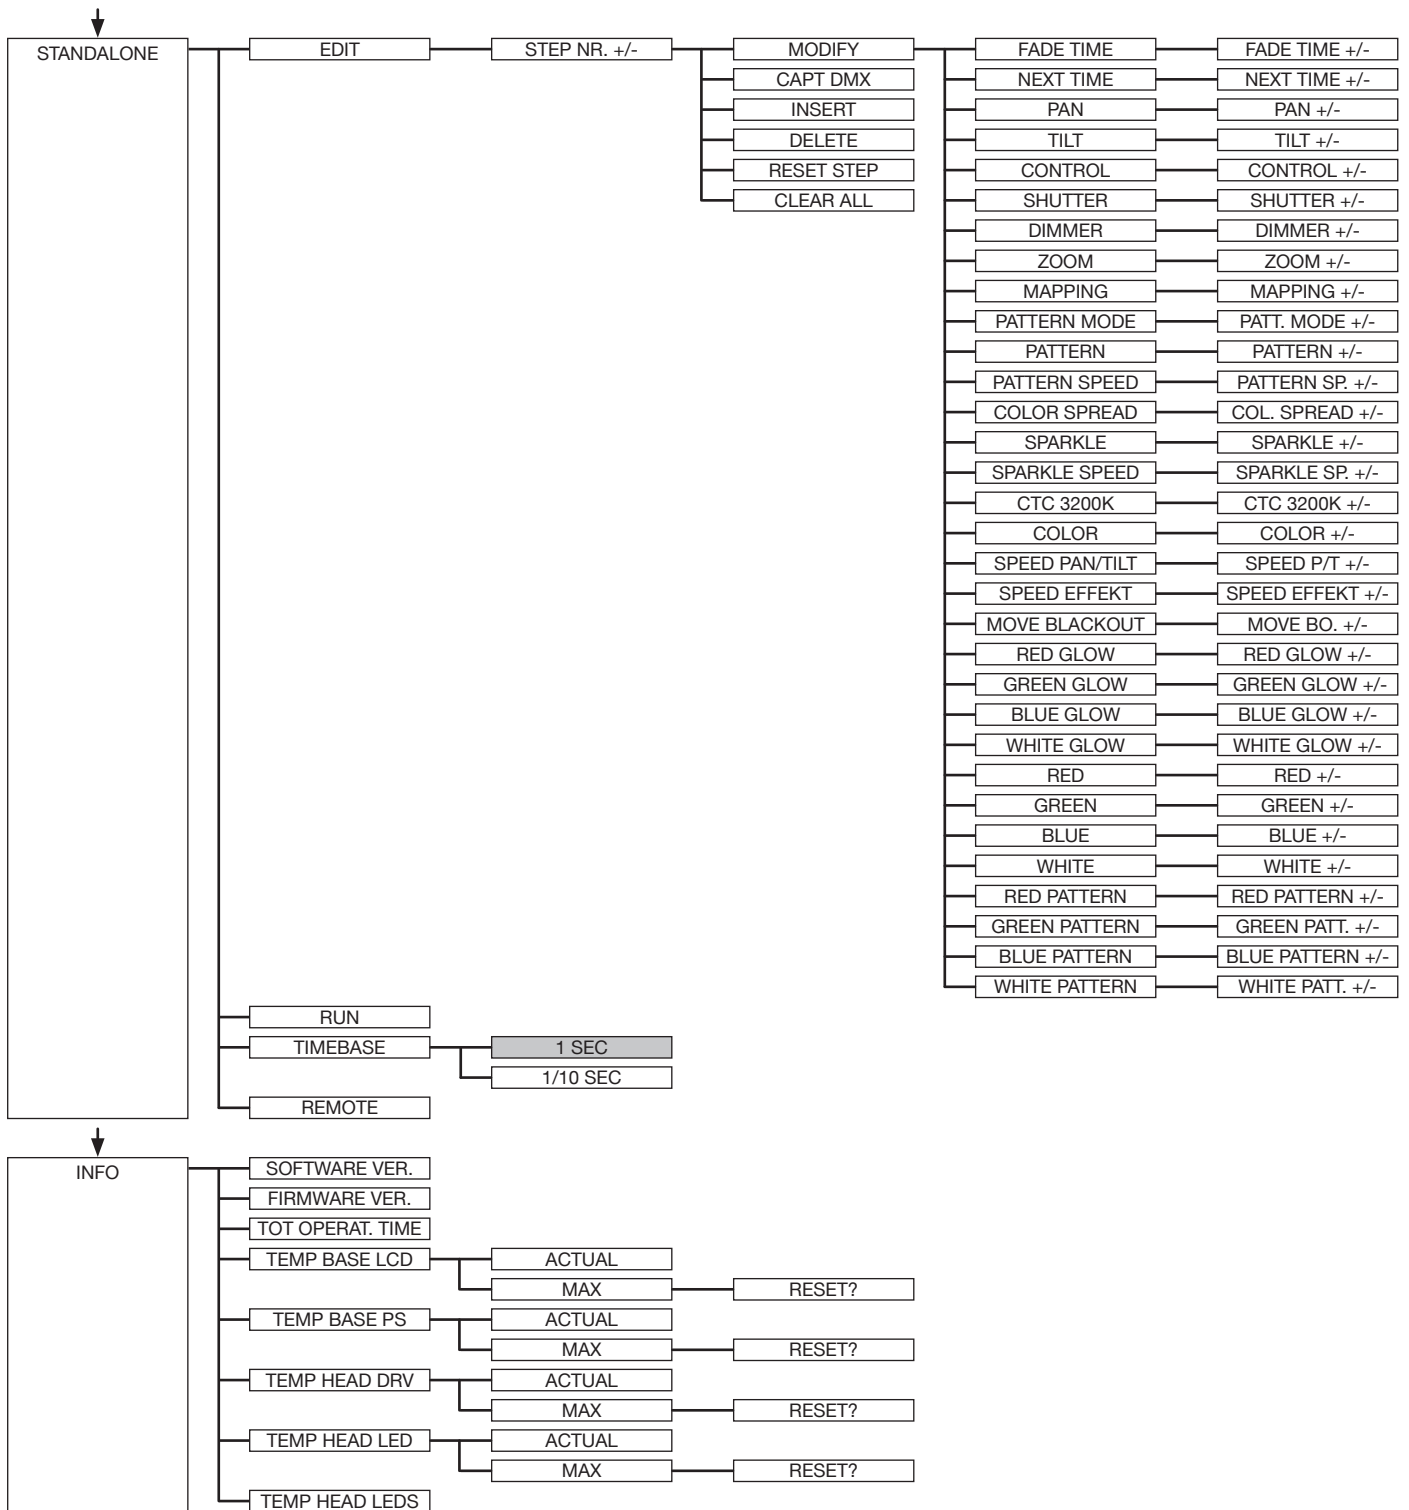 STANDALONE EDIT STEP NR. +/- MODIFY FADE TIME FADE TIME +/-
CAPT DMX NEXT TIME NEXT TIME +/-
INSERT PAN PAN +/-
DELETE TILT TILT +/-
RESET STEP CONTROL CONTROL +/-
CLEAR ALL SHUTTER SHUTTER +/-
DIMMER DIMMER +/-
ZOOM ZOOM +/-
MAPPING MAPPING +/-
PATTERN MODE PATT. MODE +/-
PATTERN PATTERN +/-
PATTERN SPEED PATTERN SP. +/-
COLOR SPREAD COL. SPREAD +/-
SPARKLE SPARKLE +/-
SPARKLE SPEED SPARKLE SP. +/-
CTC 3200K CTC 3200K +/-
COLOR COLOR +/-
SPEED PAN/TILT SPEED P/T +/-
SPEED EFFEKT SPEED EFFEKT +/-
MOVE BLACKOUT MOVE BO. +/-
RED GLOW RED GLOW +/-
GREEN GLOW GREEN GLOW +/-
BLUE GLOW BLUE GLOW +/-
WHITE GLOW WHITE GLOW +/-
RED RED +/-
GREEN GREEN +/-
BLUE BLUE +/-
WHITE WHITE +/-
RED PATTERN RED PATTERN +/-
GREEN PATTERN GREEN PATT. +/-
BLUE PATTERN BLUE PATTERN +/-
WHITE PATTERN WHITE PATT. +/-
RUN
TIMEBASE 1 SEC
1/10 SEC
REMOTE
INFO SOFTWARE VER.
FIRMWARE VER.
TOT OPERAT. TIME
TEMP BASE LCD ACTUAL
MAX RESET?
TEMP BASE PS ACTUAL
MAX RESET?
TEMP HEAD DRV ACTUAL
MAX RESET?
TEMP HEAD LED ACTUAL
MAX RESET?
TEMP HEAD LEDS